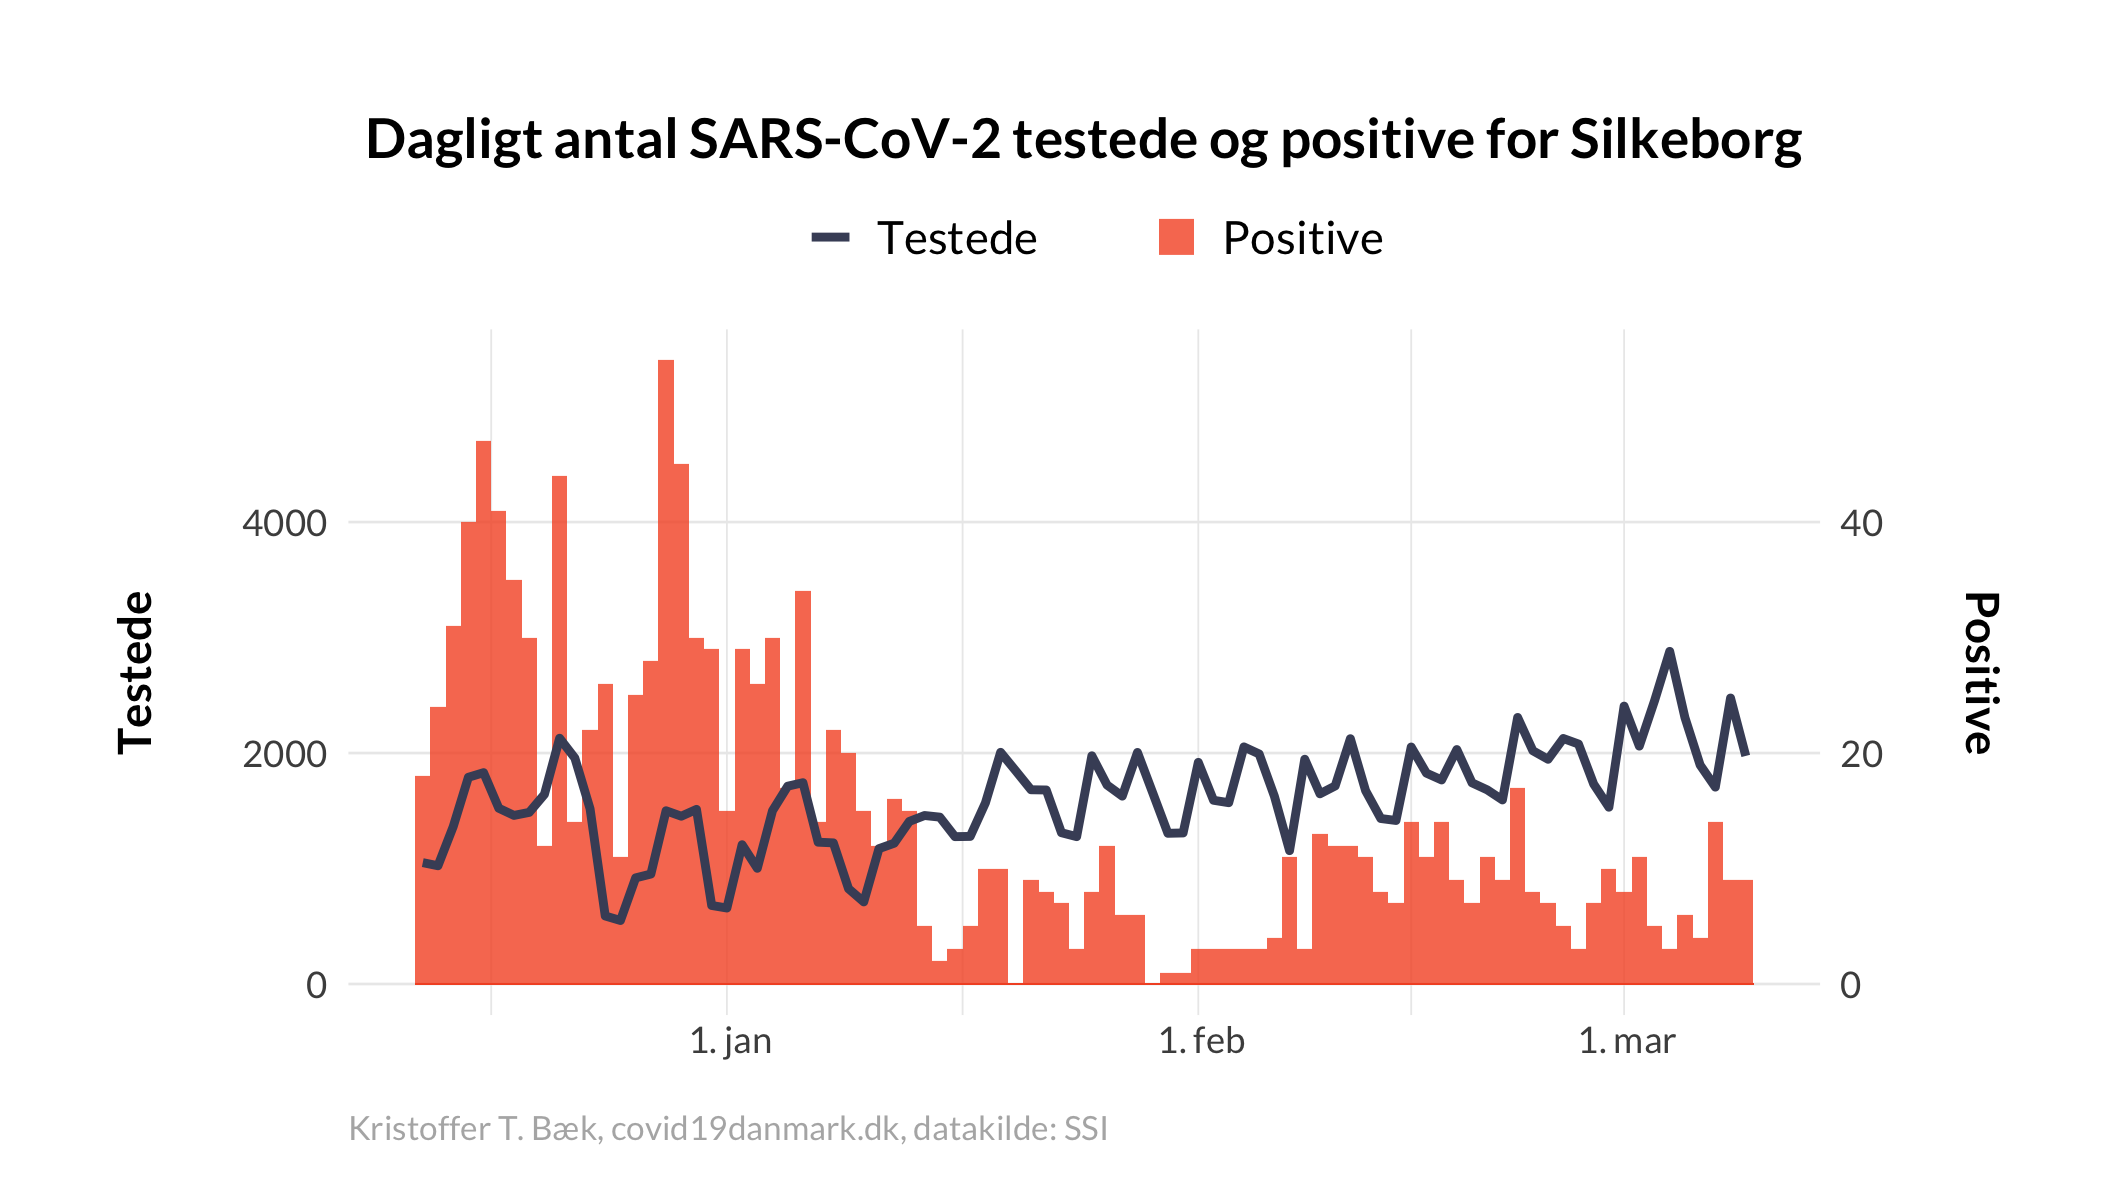 Dagligt antal SARS-CoV-2 testede og positive for Silkeborg
Testede
Positive
4000
2000
0
Testede
40
20
0
Positive
1. jan
1. feb
1. mar
Kristoffer T. Bæk, covid19danmark.dk, datakilde: SSI